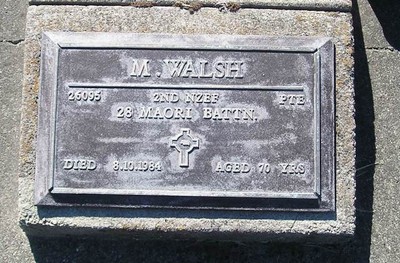 M. WALSH
26095 2ND NZEF PTE
28 MAORI BATTN.
DIED 8.10.1984 AGED 70 YRS